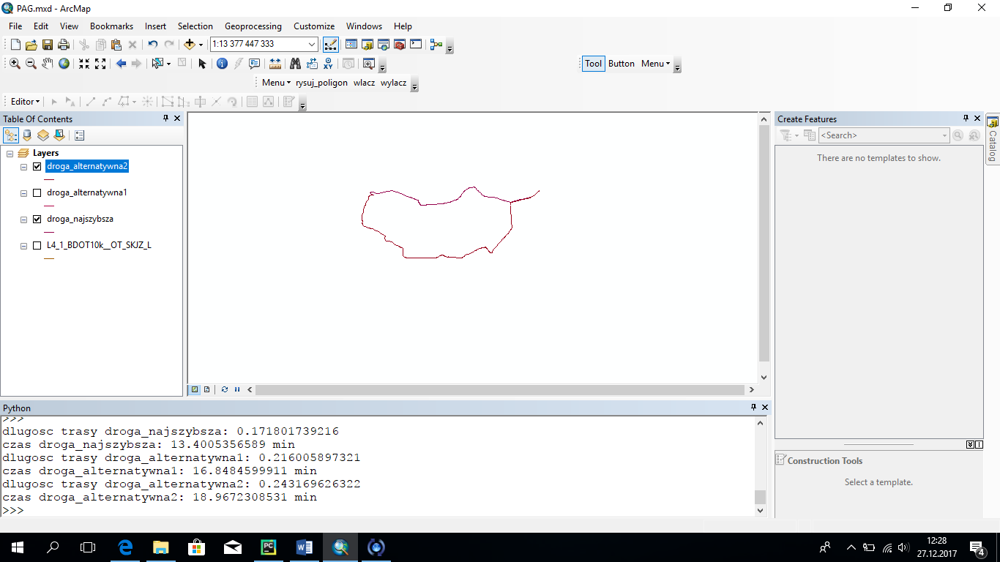 PAG.mxd - ArcMap
File Edit View Bookmarks Insert Selection Geoprocessing Customize Windows Help
1:13 377 447 333
Tool Button Menu
Menu rysuj_poligon wlacz wylacz
Editor
Table Of Contents
Layers
droga_alternatywna2
droga_alternatywna1
droga_najszybsza
L4_1_BDOT10k__OT_SKJZ_L
Create Features
<Search>
There are no templates to show.
Catalog
Construction Tools
Select a template.
Python
>>>
dlugosc trasy droga_najszybsza: 0.171801739216
czas droga_najszybsza: 13.4005356589 min
dlugosc trasy droga_alternatywna1: 0.216005897321
czas droga_alternatywna1: 16.8484599911 min
dlugosc trasy droga_alternatywna2: 0.243169626322
czas droga_alternatywna2: 18.9672308531 min
>>>
12:28
27.12.2017
4